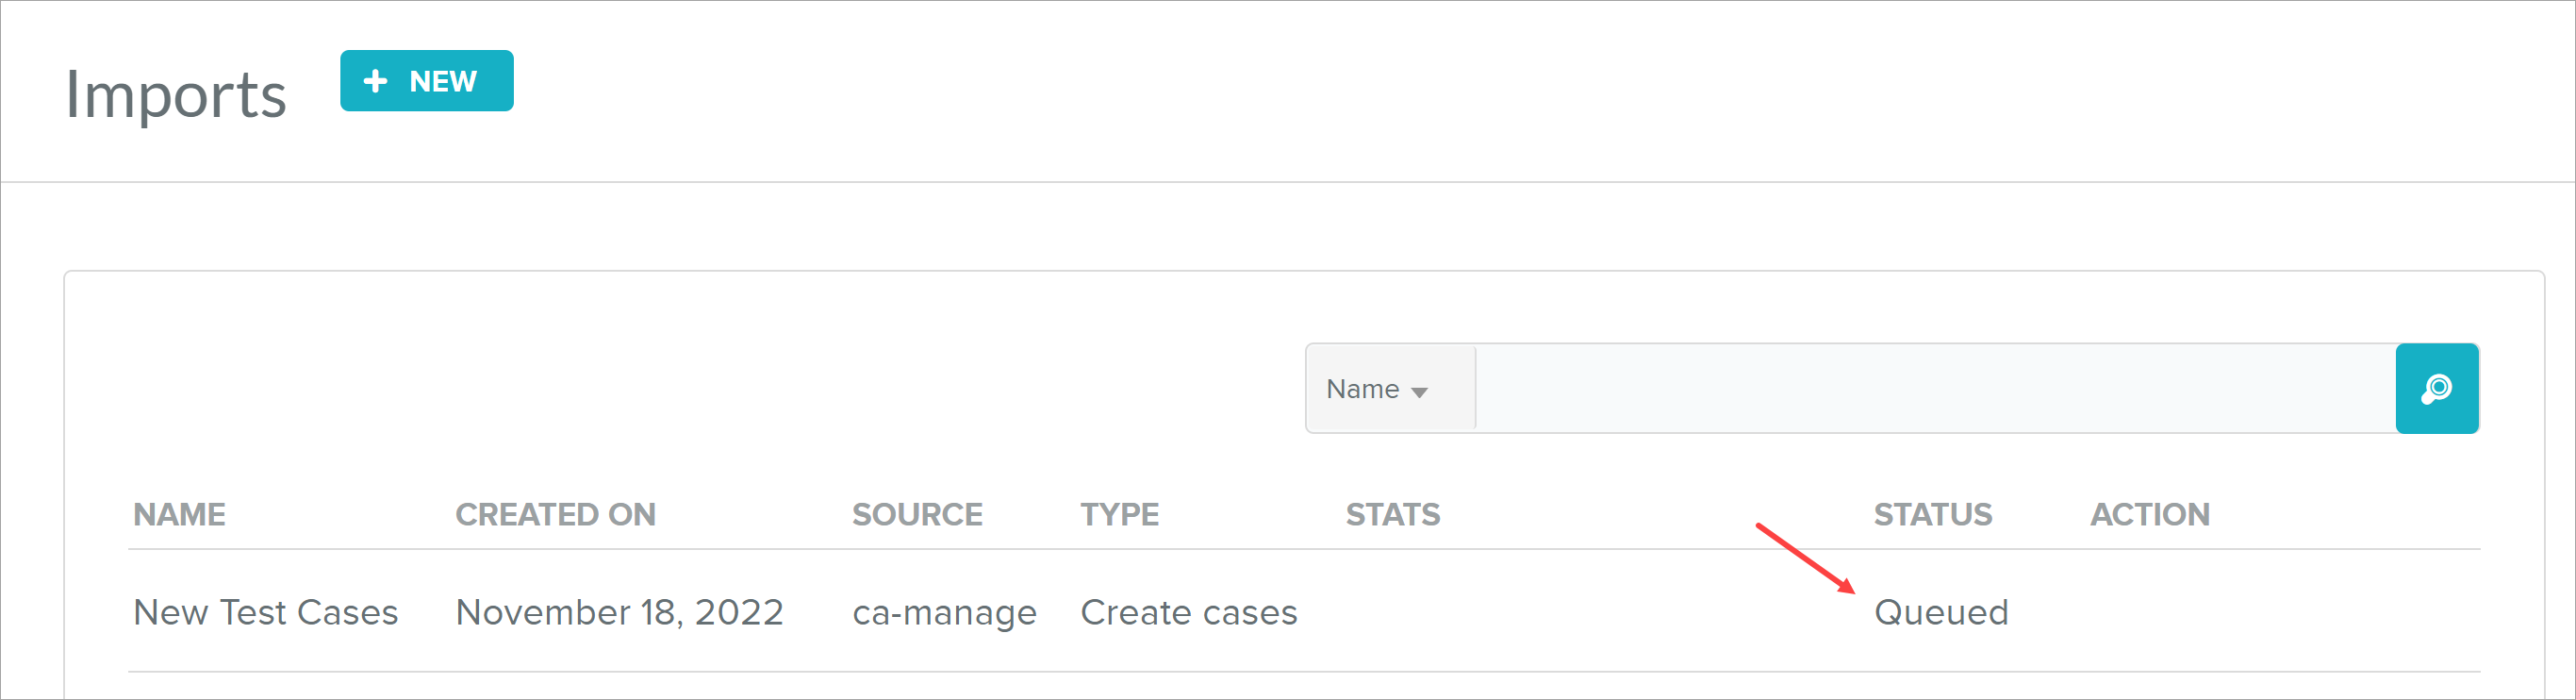 Imports
NEW
Name
NAME CREATED ON SOURCE TYPE STATS STATUS ACTION
New Test Cases November 18, 2022 ca-manage Create cases Queued